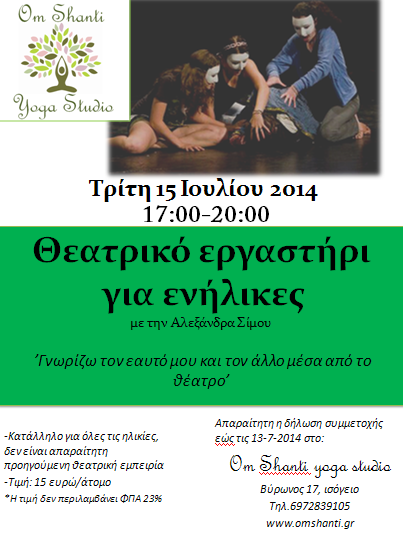 Om Shanti
Yoga Studio
Τρίτη 15 Ιουλίου 2014
17:00-20:00
Θεατρικό εργαστήρι
για ενήλικες
με την Αλεξάνδρα Σίμου
'Γνωρίζω τον εαυτό μου και τον άλλο μέσα από το
θέατρο'
-Κατάλληλο για όλες τις ηλικίες,
δεν είναι απαραίτητη
προηγούμενη θεατρική εμπειρία
-Τιμή: 15 ευρώ/άτομο
*Η τιμή δεν περιλαμβάνει ΦΠΑ 23%
Απαραίτητη η δήλωση συμμετοχής
εώς τις 13-7-2014 στο:
Om Shanti yoga studio
Βύρωνος 17, ισόγειο
Τηλ.6972839105
www.omshanti.gr